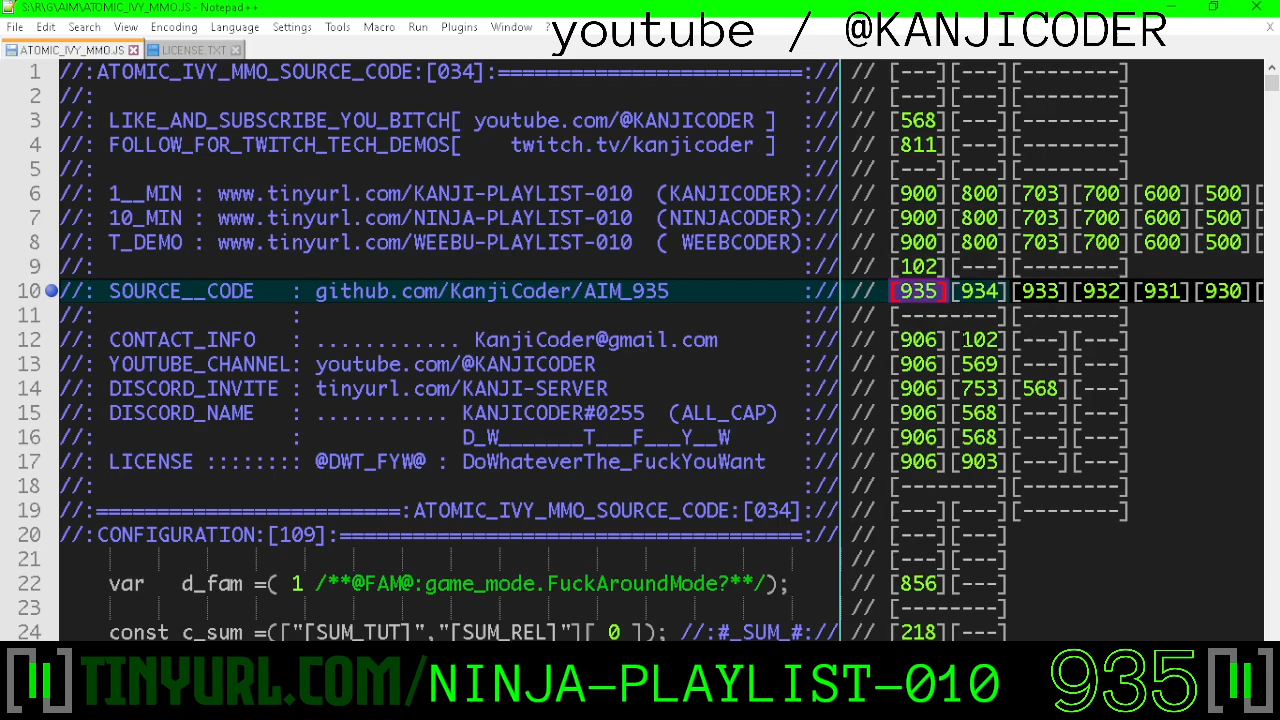 S:\R\G\AIM\ATOMIC_IVY_MMO.JS - Notepad++
File Edit Search View Encoding Language Settings Tools Macro Run Plugins Window ?
youtube / @KANJICODER
ATOMIC_IVY_MMO.JS LICENSE.TXT
1 //:ATOMIC_IVY_MMO_SOURCE_CODE:[034]:=========================:// // [---][---][--------]
2 //: :// // [---][---][--------]
3 //: LIKE_AND_SUBSCRIBE_YOU_BITCH[ youtube.com/@KANJICODER ] :// // [568][---][--------]
4 //: FOLLOW_FOR_TWITCH_TECH_DEMOS[ twitch.tv/kanjicoder ] :// // [811][---][--------]
5 //: :// // [---][---][--------]
6 //: 1__MIN : www.tinyurl.com/KANJI-PLAYLIST-010 (KANJICODER):// // [900][800][703][700][600][500][
7 //: 10_MIN : www.tinyurl.com/NINJA-PLAYLIST-010 (NINJACODER):// // [900][800][703][700][600][500][
8 //: T_DEMO : www.tinyurl.com/WEEBU-PLAYLIST-010 ( WEEBCODER):// // [900][800][703][700][600][500][
9 //: :// // [102][---][--------]
10 //: SOURCE__CODE : github.com/KanjiCoder/AIM_935 :// // [935][934][933][932][931][930][
11 //: : :// // [--------][--------]
12 //: CONTACT_INFO : ............ KanjiCoder@gmail.com :// // [906][102][---][---]
13 //: YOUTUBE_CHANNEL: youtube.com/@KANJICODER :// // [906][569][---][---]
14 //: DISCORD_INVITE : tinyurl.com/KANJI-SERVER :// // [906][753][568][---]
15 //: DISCORD_NAME : ........... KANJICODER#0255 (ALL_CAP) :// // [906][568][---][---]
16 //: : D_W_______T___F___Y__W :// // [906][568][---][---]
17 //: LICENSE :::::::: @DWT_FYW@ : DoWhateverThe_FuckYouWant :// // [906][903][---][---]
18 //: :// // [--------][--------]
19 //:=========================:ATOMIC_IVY_MMO_SOURCE_CODE:[034]:// // [---][---][--------]
20 //:CONFIGURATION:[109]:======================================:// // [---][---]
21 // [---][---]
22 var d_fam =( 1 /**@FAM@:game_mode.FuckAroundMode?**/); // [856][---]
23 // [--------]
24 const c_sum =(["[SUM_TUT]","[SUM_REL]"][ 0 ]); //:#_SUM_#:// // [218][---]
TINYURL.COM/NINJA-PLAYLIST-010 935